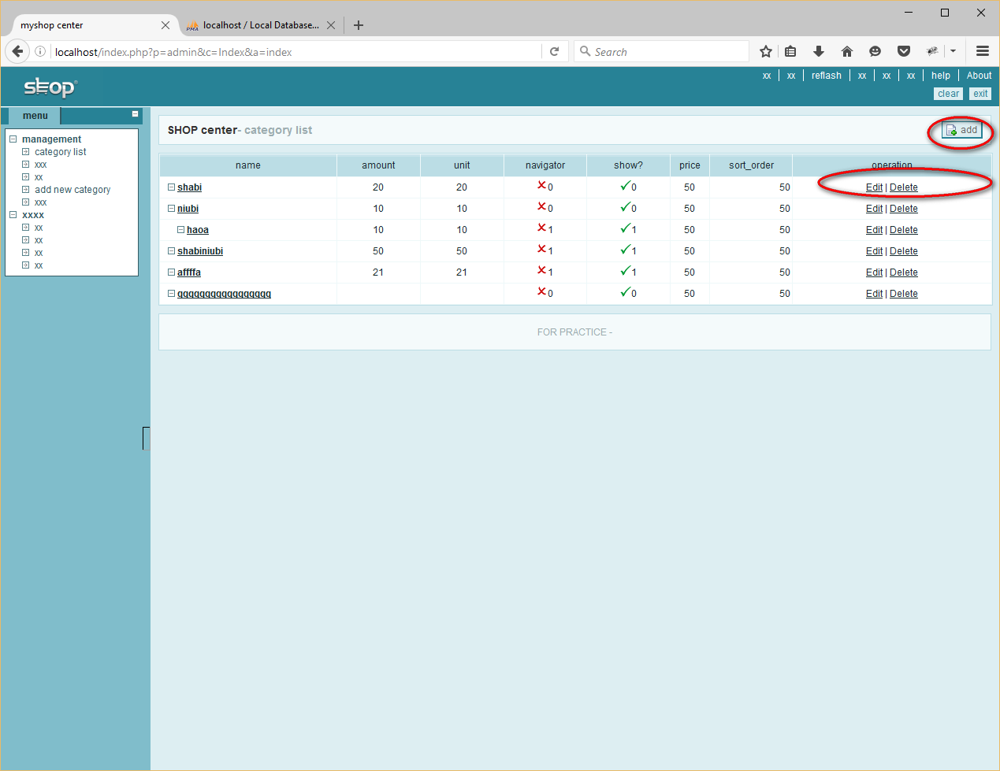 myshop center
localhost / Local Database...
localhost/index.php?p=admin&c=Index&a=index
Search
shop
xx | xx | reflash | xx | xx | xx | help | About
clear exit
menu
management
category list
xxx
xx
add new category
xxx
xxxx
xx
xx
xx
xx
SHOP center- category list
add
name amount unit navigator show? price sort_order operation
shabi 20 20 0 0 50 50 Edit | Delete
niubi 10 10 0 0 50 50 Edit | Delete
haoa 10 10 1 1 50 50 Edit | Delete
shabiniubi 50 50 1 1 50 50 Edit | Delete
affffa 21 21 1 1 50 50 Edit | Delete
qqqqqqqqqqqqqqqqq 0 0 50 50 Edit | Delete
FOR PRACTICE -